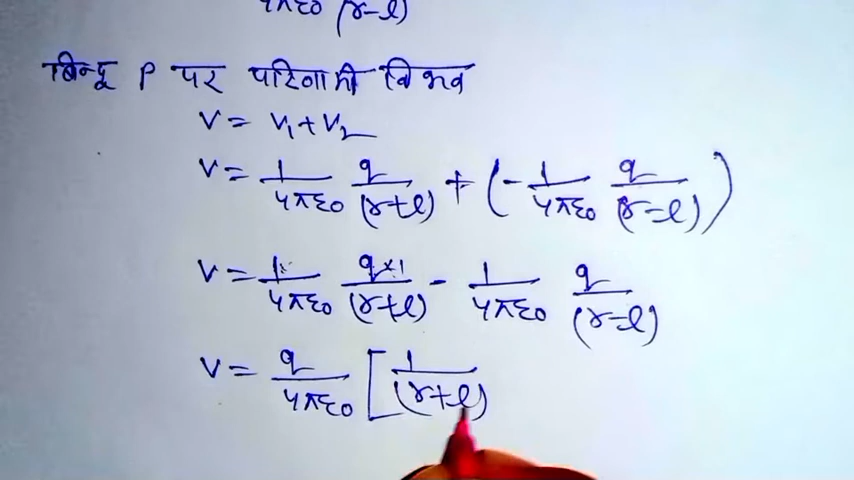 4πε0 (r-l)
बिन्दू P पर परिणामी विभव
V = V1 + V2
V = 1/4πε0 q/(r+l) + (- 1/4πε0 q/(r-l))
V = 1×/4πε0 q×1/(r+l) - 1/4πε0 q/(r-l)
V = q/4πε0 [ 1/(r+l)